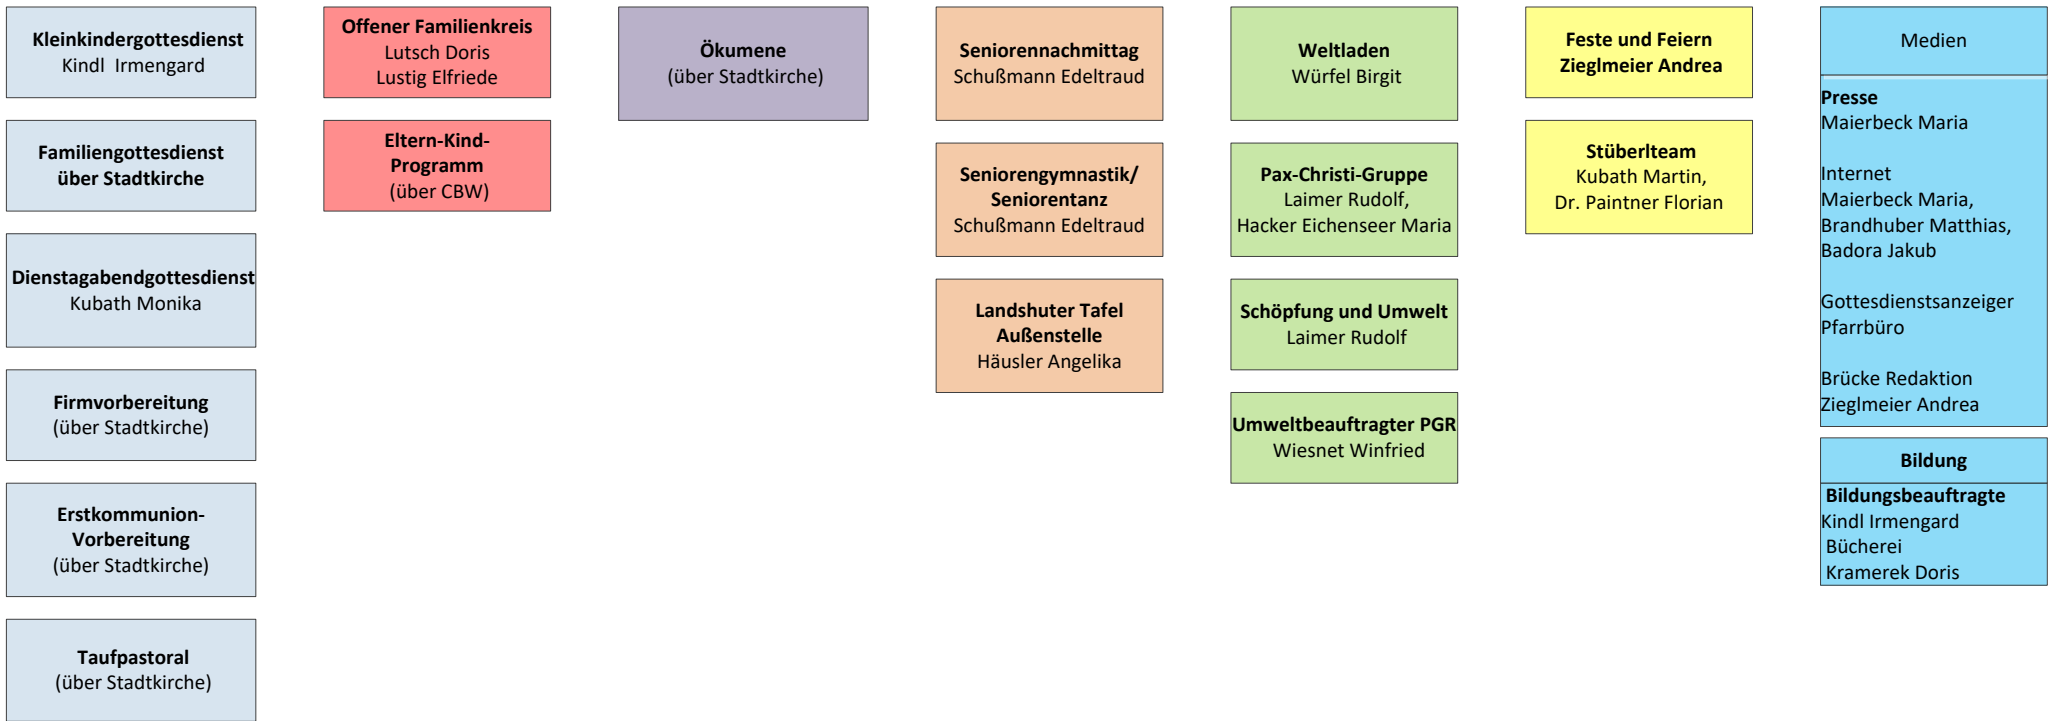 Kleinkindergottesdienst
Kindl Irmengard
Familiengottesdienst
über Stadtkirche
Dienstagabendgottesdienst
Kubath Monika
Firmvorbereitung
(über Stadtkirche)
Erstkommunion-
Vorbereitung
(über Stadtkirche)
Taufpastoral
(über Stadtkirche)
Offener Familienkreis
Lutsch Doris
Lustig Elfriede
Eltern-Kind-
Programm
(über CBW)
Ökumene
(über Stadtkirche)
Seniorennachmittag
Schußmann Edeltraud
Seniorengymnastik/
Seniorentanz
Schußmann Edeltraud
Landshuter Tafel
Außenstelle
Häusler Angelika
Weltladen
Würfel Birgit
Pax-Christi-Gruppe
Laimer Rudolf,
Hacker Eichenseer Maria
Schöpfung und Umwelt
Laimer Rudolf
Umweltbeauftragter PGR
Wiesnet Winfried
Feste und Feiern
Zieglmeier Andrea
Stüberlteam
Kubath Martin,
Dr. Paintner Florian
Medien
Presse
Maierbeck Maria
Internet
Maierbeck Maria,
Brandhuber Matthias,
Badora Jakub
Gottesdienstsanzeiger
Pfarrbüro
Brücke Redaktion
Zieglmeier Andrea
Bildung
Bildungsbeauftragte
Kindl Irmengard
Bücherei
Kramerek Doris